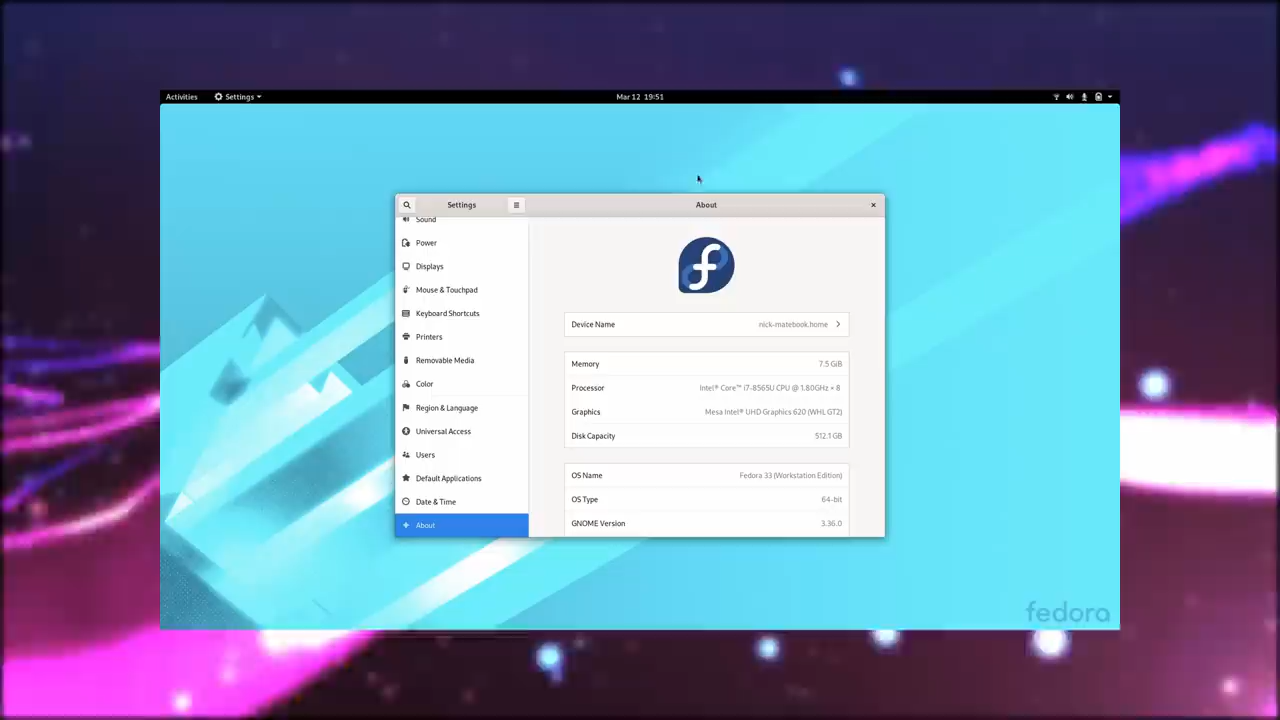 Activities
Settings
Mar 12 19:51
Settings
About
Sound
Power
Displays
Mouse & Touchpad
Keyboard Shortcuts
Printers
Removable Media
Color
Region & Language
Universal Access
Users
Default Applications
Date & Time
About
Device Name nick-matebook.home
Memory 7.5 GiB
Processor Intel® Core™ i7-8565U CPU @ 1.80GHz × 8
Graphics Mesa Intel® UHD Graphics 620 (WHL GT2)
Disk Capacity 512.1 GB
OS Name Fedora 33 (Workstation Edition)
OS Type 64-bit
GNOME Version 3.36.0
fedora